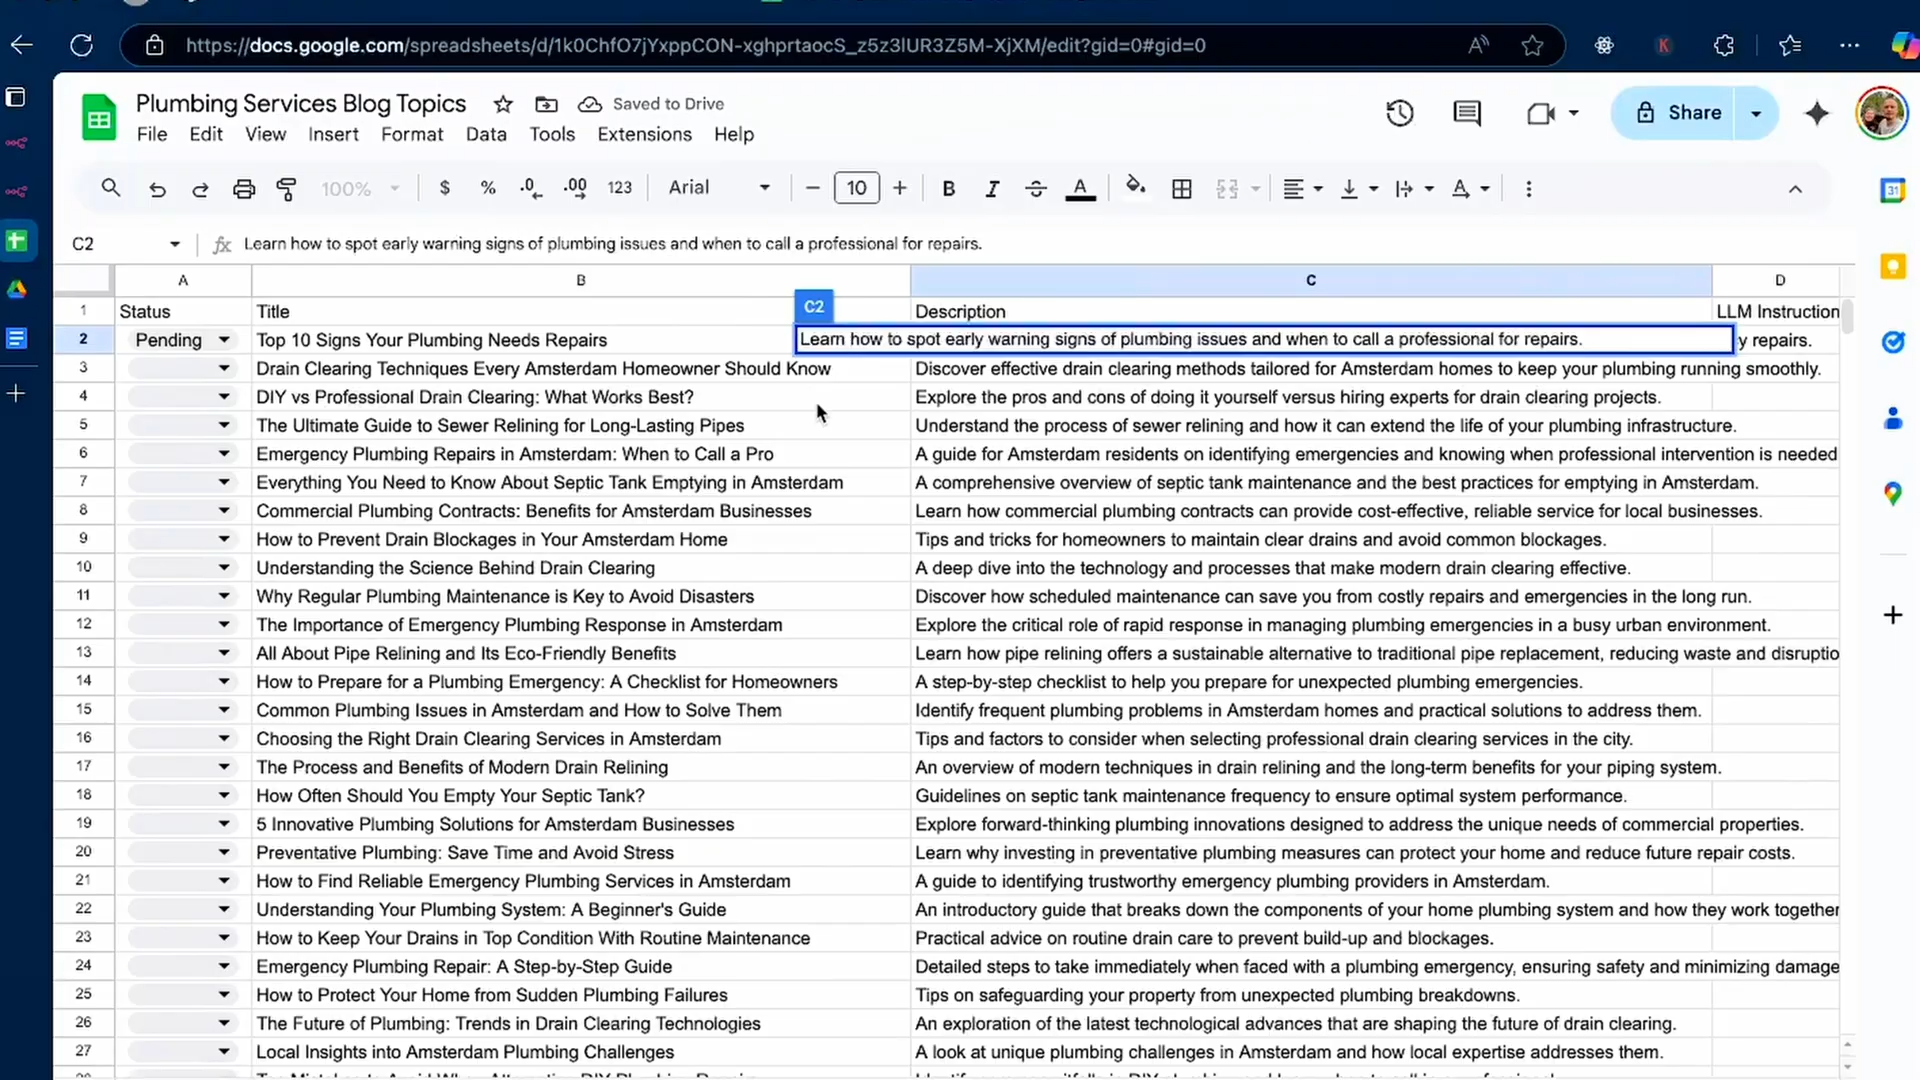 https://docs.google.com/spreadsheets/d/1k0ChfO7jYxppCON-xghprtaocS_z5z3lUR3Z5M-XjXM/edit?gid=0#gid=0
Plumbing Services Blog Topics
Saved to Drive
Share
File Edit View Insert Format Data Tools Extensions Help
100% $ % .0 .00 123 Arial 10 B I A
C2 fx Learn how to spot early warning signs of plumbing issues and when to call a professional for repairs.
A B C D
C2
1 Status Title Description LLM Instruction
2 Pending Top 10 Signs Your Plumbing Needs Repairs Learn how to spot early warning signs of plumbing issues and when to call a professional for repairs. y repairs.
3 Drain Clearing Techniques Every Amsterdam Homeowner Should Know Discover effective drain clearing methods tailored for Amsterdam homes to keep your plumbing running smoothly.
4 DIY vs Professional Drain Clearing: What Works Best? Explore the pros and cons of doing it yourself versus hiring experts for drain clearing projects.
5 The Ultimate Guide to Sewer Relining for Long-Lasting Pipes Understand the process of sewer relining and how it can extend the life of your plumbing infrastructure.
6 Emergency Plumbing Repairs in Amsterdam: When to Call a Pro A guide for Amsterdam residents on identifying emergencies and knowing when professional intervention is needed
7 Everything You Need to Know About Septic Tank Emptying in Amsterdam A comprehensive overview of septic tank maintenance and the best practices for emptying in Amsterdam.
8 Commercial Plumbing Contracts: Benefits for Amsterdam Businesses Learn how commercial plumbing contracts can provide cost-effective, reliable service for local businesses.
9 How to Prevent Drain Blockages in Your Amsterdam Home Tips and tricks for homeowners to maintain clear drains and avoid common blockages.
10 Understanding the Science Behind Drain Clearing A deep dive into the technology and processes that make modern drain clearing effective.
11 Why Regular Plumbing Maintenance is Key to Avoid Disasters Discover how scheduled maintenance can save you from costly repairs and emergencies in the long run.
12 The Importance of Emergency Plumbing Response in Amsterdam Explore the critical role of rapid response in managing plumbing emergencies in a busy urban environment.
13 All About Pipe Relining and Its Eco-Friendly Benefits Learn how pipe relining offers a sustainable alternative to traditional pipe replacement, reducing waste and disruptio
14 How to Prepare for a Plumbing Emergency: A Checklist for Homeowners A step-by-step checklist to help you prepare for unexpected plumbing emergencies.
15 Common Plumbing Issues in Amsterdam and How to Solve Them Identify frequent plumbing problems in Amsterdam homes and practical solutions to address them.
16 Choosing the Right Drain Clearing Services in Amsterdam Tips and factors to consider when selecting professional drain clearing services in the city.
17 The Process and Benefits of Modern Drain Relining An overview of modern techniques in drain relining and the long-term benefits for your piping system.
18 How Often Should You Empty Your Septic Tank? Guidelines on septic tank maintenance frequency to ensure optimal system performance.
19 5 Innovative Plumbing Solutions for Amsterdam Businesses Explore forward-thinking plumbing innovations designed to address the unique needs of commercial properties.
20 Preventative Plumbing: Save Time and Avoid Stress Learn why investing in preventative plumbing measures can protect your home and reduce future repair costs.
21 How to Find Reliable Emergency Plumbing Services in Amsterdam A guide to identifying trustworthy emergency plumbing providers in Amsterdam.
22 Understanding Your Plumbing System: A Beginner's Guide An introductory guide that breaks down the components of your home plumbing system and how they work together
23 How to Keep Your Drains in Top Condition With Routine Maintenance Practical advice on routine drain care to prevent build-up and blockages.
24 Emergency Plumbing Repair: A Step-by-Step Guide Detailed steps to take immediately when faced with a plumbing emergency, ensuring safety and minimizing damage
25 How to Protect Your Home from Sudden Plumbing Failures Tips on safeguarding your property from unexpected plumbing breakdowns.
26 The Future of Plumbing: Trends in Drain Clearing Technologies An exploration of the latest technological advances that are shaping the future of drain clearing.
27 Local Insights into Amsterdam Plumbing Challenges A look at unique plumbing challenges in Amsterdam and how local expertise addresses them.